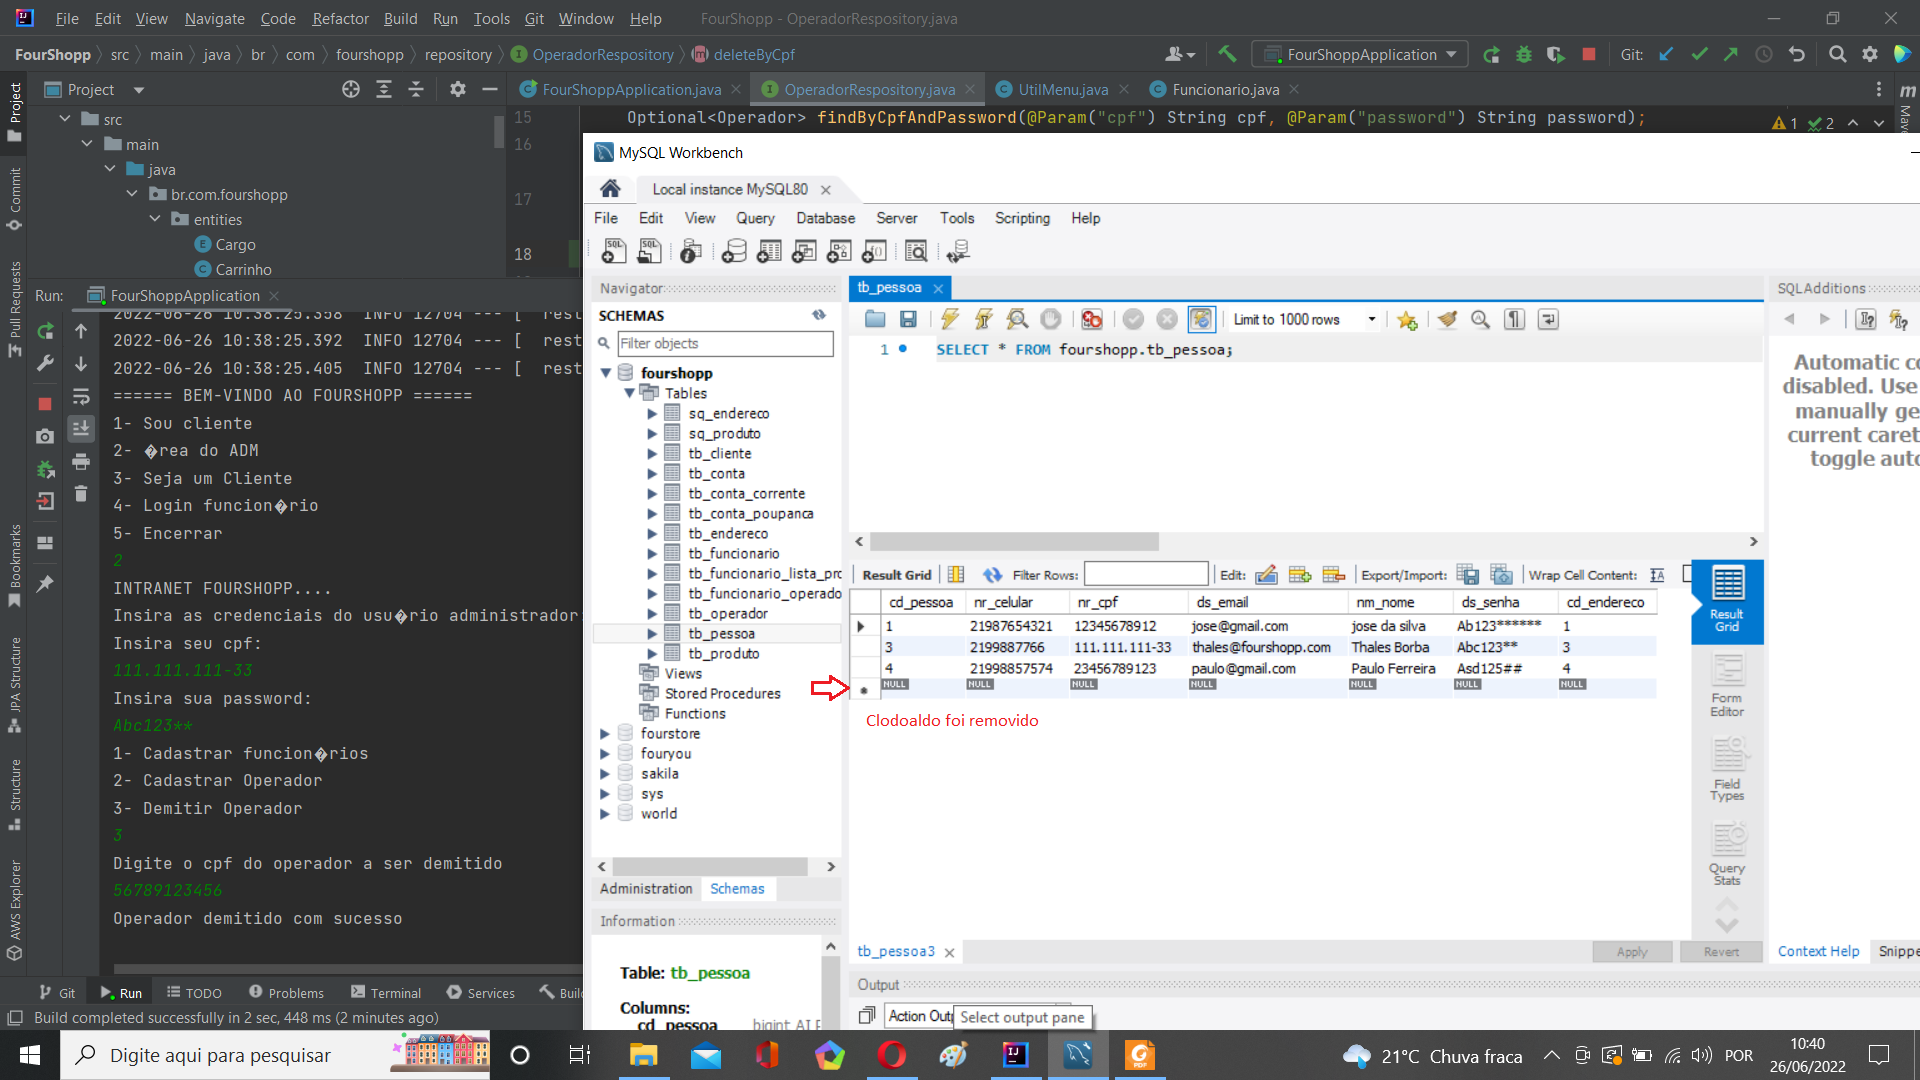 File Edit View Navigate Code Refactor Build Run Tools Git Window Help FourShopp - OperadorRespository.java
FourShopp src main java br com fourshopp repository OperadorRespository deleteByCpf FourShoppApplication Git:
Project FourShoppApplication.java OperadorRespository.java UtilMenu.java Funcionario.java
Project
Commit
Pull Requests
Bookmarks
JPA Structure
Structure
AWS Explorer
src
main
java
br.com.fourshopp
entities
Cargo
Carrinho
15 Optional<Operador> findByCpfAndPassword(@Param("cpf") String cpf, @Param("password") String password);
16
17
18
1 2
Run: FourShoppApplication
2022-06-26 10:38:25.358 INFO 12704 --- [ rest
2022-06-26 10:38:25.392 INFO 12704 --- [ rest
2022-06-26 10:38:25.405 INFO 12704 --- [ rest
====== BEM-VINDO AO FOURSHOPP ======
1- Sou cliente
2- �rea do ADM
3- Seja um Cliente
4- Login funcion�rio
5- Encerrar
2
INTRANET FOURSHOPP....
Insira as credenciais do usu�rio administrador:
Insira seu cpf:
111.111.111-33
Insira sua password:
Abc123**
1- Cadastrar funcion�rios
2- Cadastrar Operador
3- Demitir Operador
3
Digite o cpf do operador a ser demitido
56789123456
Operador demitido com sucesso
Git Run TODO Problems Terminal Services
Build completed successfully in 2 sec, 448 ms (2 minutes ago)
MySQL Workbench
Local instance MySQL80
File Edit View Query Database Server Tools Scripting Help
Navigator
SCHEMAS
Filter objects
fourshopp
Tables
sq_endereco
sq_produto
tb_cliente
tb_conta
tb_conta_corrente
tb_conta_poupanca
tb_endereco
tb_funcionario
tb_funcionario_lista_prc
tb_funcionario_operado
tb_operador
tb_pessoa
tb_produto
Views
Stored Procedures
Functions
fourstore
fouryou
sakila
sys
world
Administration Schemas
Information
Table: tb_pessoa
Columns:
cd_pessoa bigint AI P
tb_pessoa
Limit to 1000 rows
1 SELECT * FROM fourshopp.tb_pessoa;
Result Grid Filter Rows: Edit: Export/Import: Wrap Cell Content:
cd_pessoa nr_celular nr_cpf ds_email nm_nome ds_senha cd_endereco
1 21987654321 12345678912 jose@gmail.com jose da silva Ab123****** 1
3 2199887766 111.111.111-33 thales@fourshopp.com Thales Borba Abc123** 3
4 21998857574 23456789123 paulo@gmail.com Paulo Ferreira Asd125## 4
NULL NULL NULL NULL NULL NULL NULL
Clodoaldo foi removido
Result Grid
Form Editor
Field Types
Query Stats
tb_pessoa3 Apply Revert
Output
Action Outp
Select output pane
SQLAdditions
Automatic co
disabled. Use
manually ge
current caret
toggle auto
Context Help Snippe
Digite aqui para pesquisar
21°C Chuva fraca POR 10:40
26/06/2022